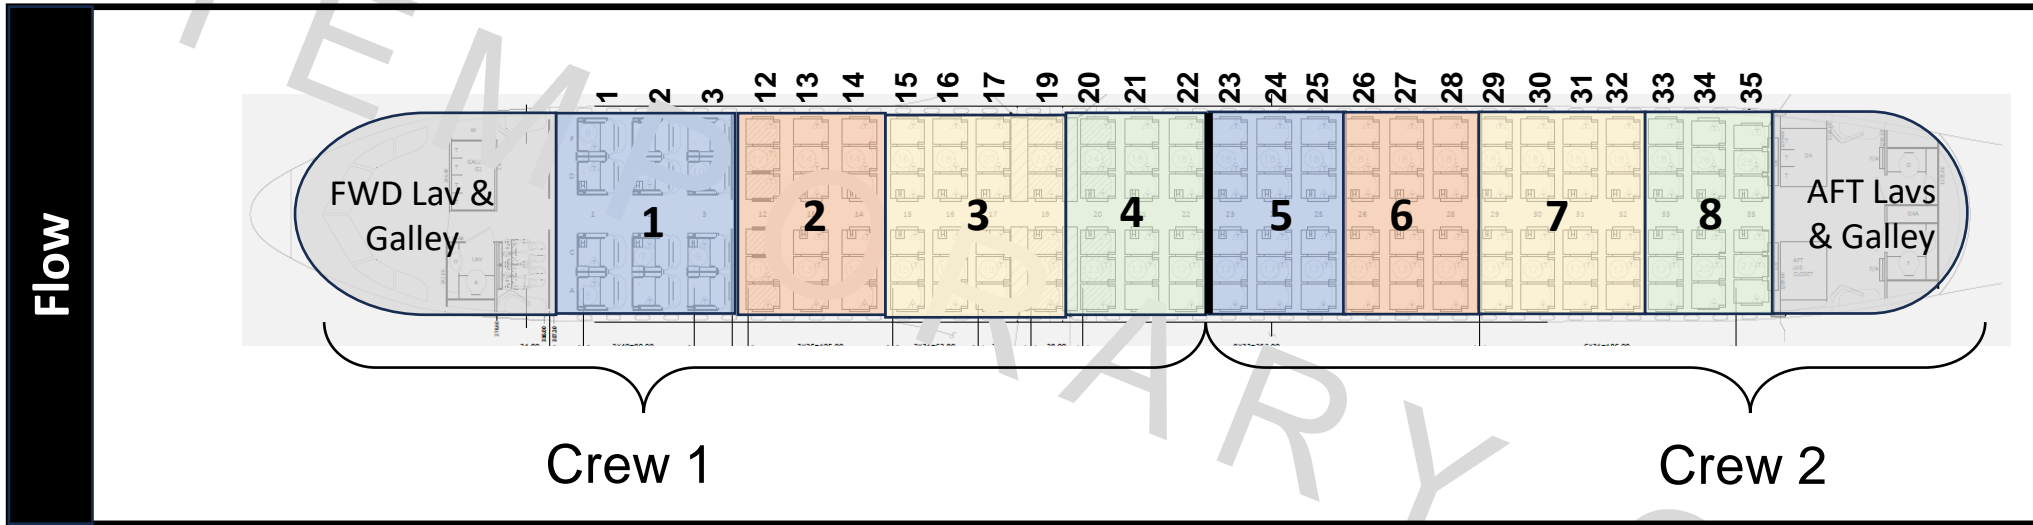 Flow
TEMPORARY
1 2 3 12 13 14 15 16 17 19 20 21 22 23 24 25 26 27 28 29 30 31 32 33 34 35
FWD Lav &
Galley
1 2 3 4 5 6 7 8
AFT Lavs
& Galley
Crew 1
Crew 2